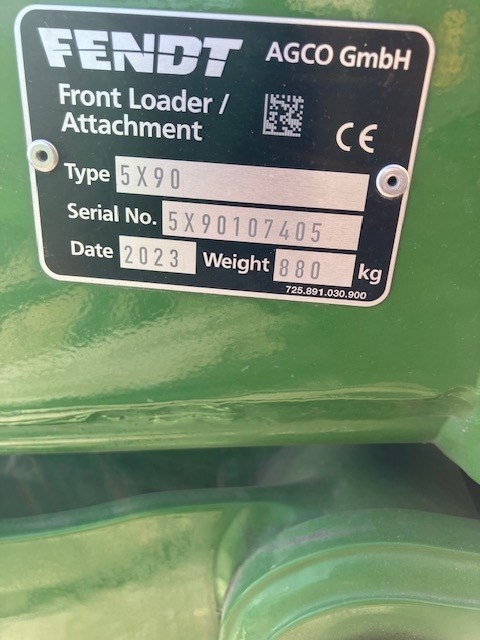 FENDT AGCO GmbH
Front Loader /
Attachment
CE
Type 5X90
Serial No. 5X90107405
Date 2023 Weight 880 kg
725.891.030.900